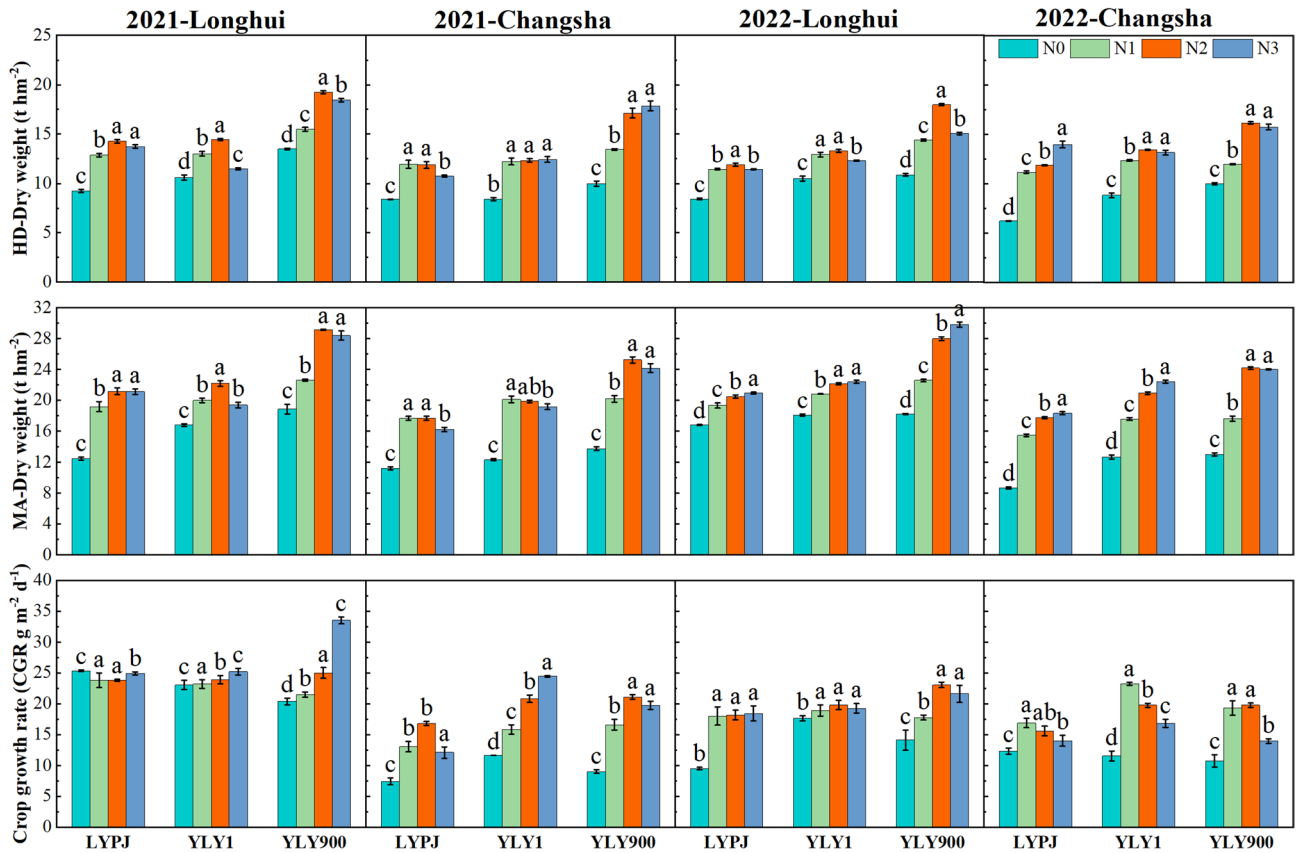 2021-Longhui 2021-Changsha 2022-Longhui 2022-Changsha
N0 N1 N2 N3
HD-Dry weight (t hm⁻²)
25
20
15
10
5
0
c b a a d b a c d c a b
c a a b b a a a c b a a
c b a b c a a b d c a b
d c b a c b a a c b a a
MA-Dry weight (t hm⁻²)
32
28
24
20
16
12
8
4
0
c b a a c b a b c b a a
c a a b c a ab b c b a a
d c b a c b a a d c b a
d c b a d c b a c b a a
Crop growth rate (CGR g m⁻² d⁻¹)
40
35
30
25
20
15
10
5
0
c a a b c c b c d c a c
c b b a d c b a c b a a
b a a a b a a a c b a a
c a ab b d a b c c a a b
LYPJ YLY1 YLY900 LYPJ YLY1 YLY900 LYPJ YLY1 YLY900 LYPJ YLY1 YLY900